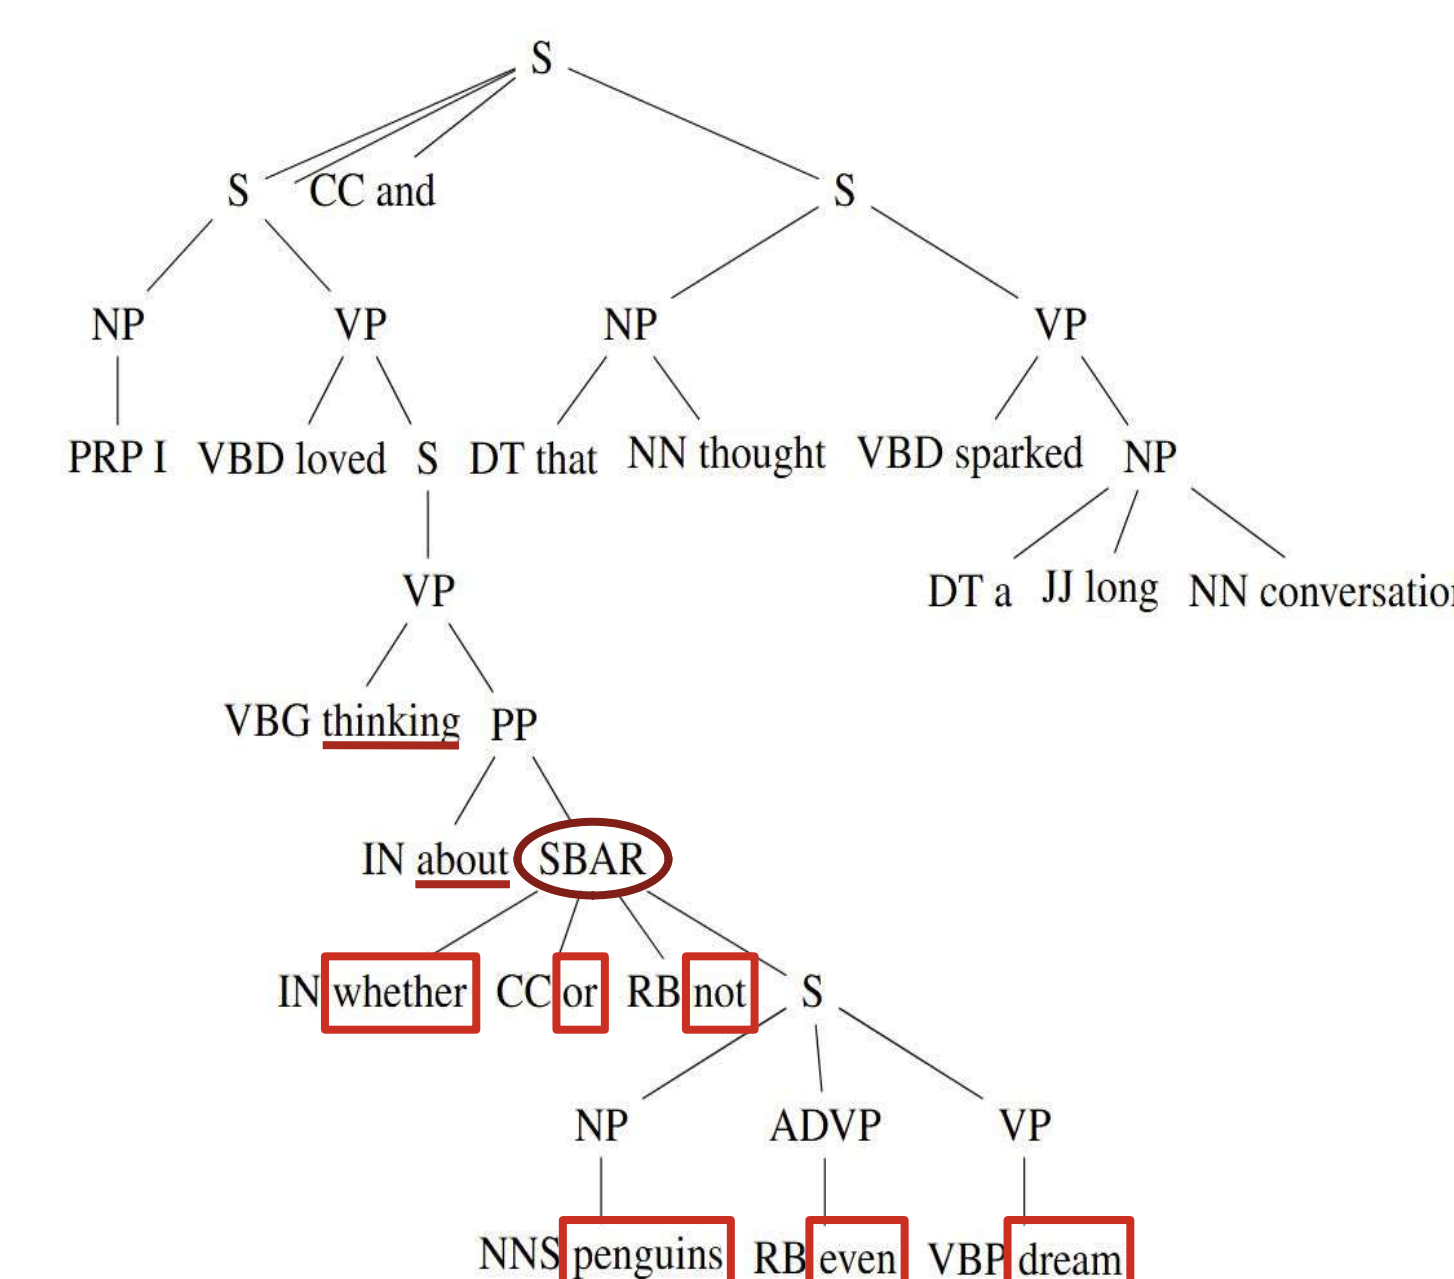 S
S CC and S
NP VP NP VP
PRP I VBD loved S DT that NN thought VBD sparked NP
VP DT a JJ long NN conversation
VBG thinking PP
IN about SBAR
IN whether CC or RB not S
NP ADVP VP
NNS penguins RB even VBP dream